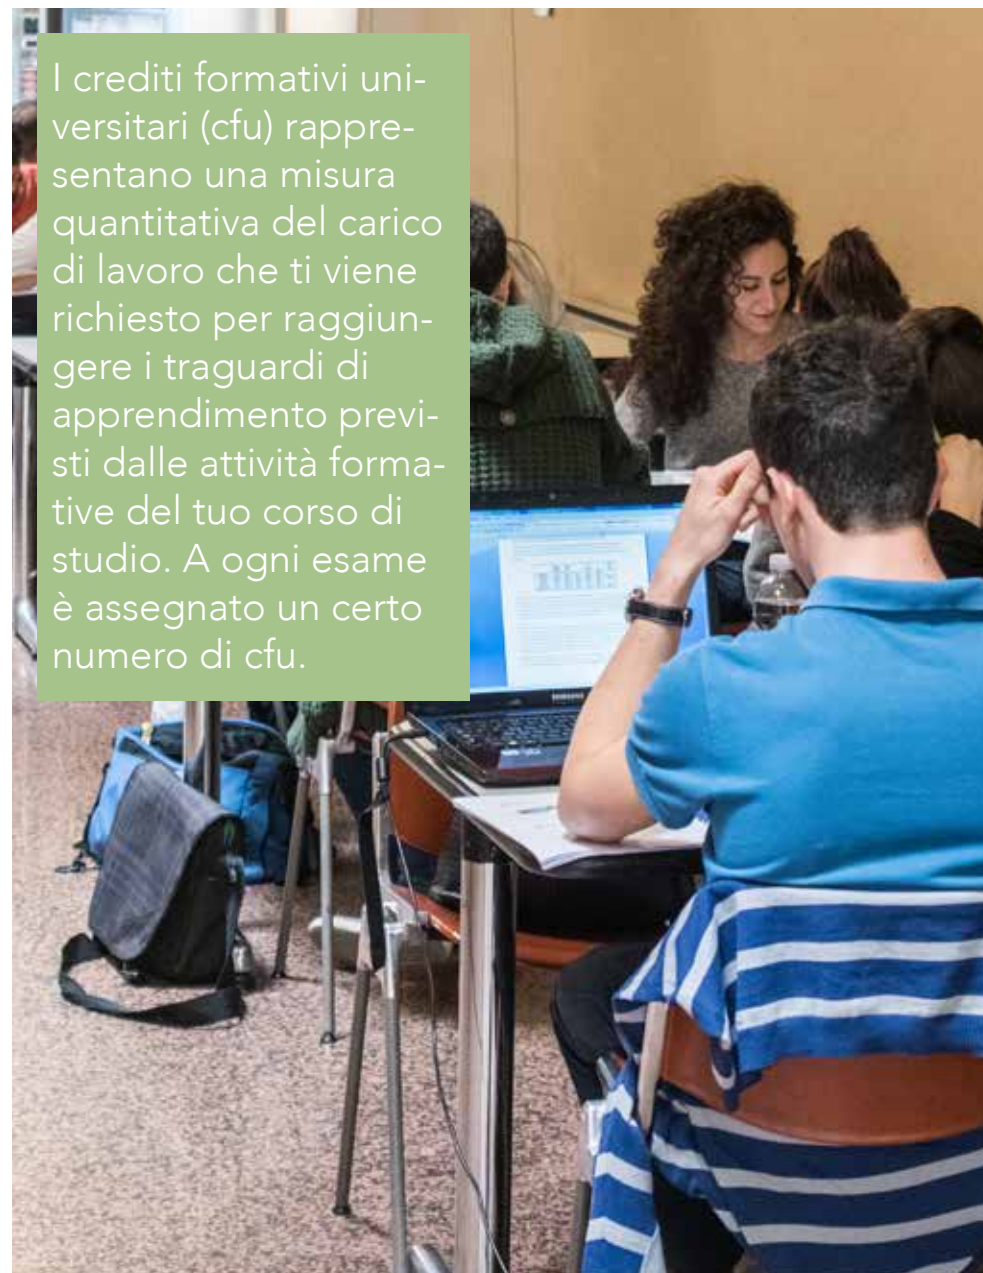 I crediti formativi uni-
versitari (cfu) rappre-
sentano una misura
quantitativa del carico
di lavoro che ti viene
richiesto per raggiun-
gere i traguardi di
apprendimento previ-
sti dalle attività forma-
tive del tuo corso di
studio. A ogni esame
è assegnato un certo
numero di cfu.
SAMSUNG